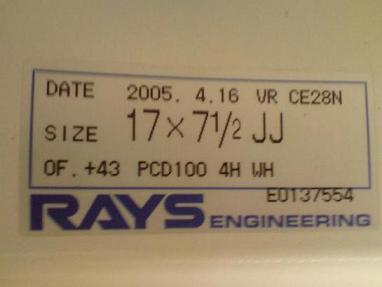 DATE 2005. 4.16 VR CE28N
SIZE 17×7 1/2 JJ
OF. +43 PCD100 4H WH
E0137554
RAYS ENGINEERING